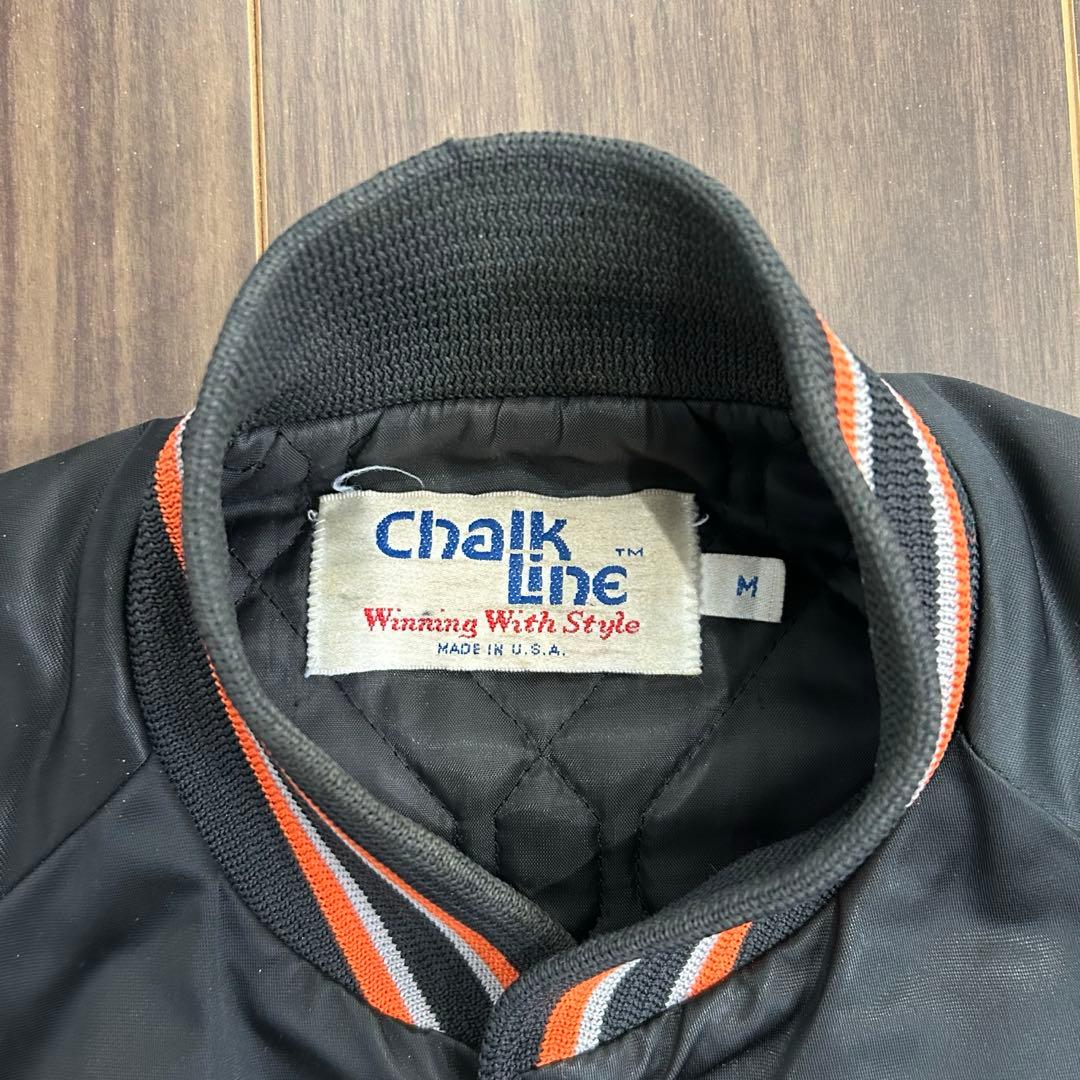 Chalk
Line™
Winning With Style
MADE IN U.S.A.
M